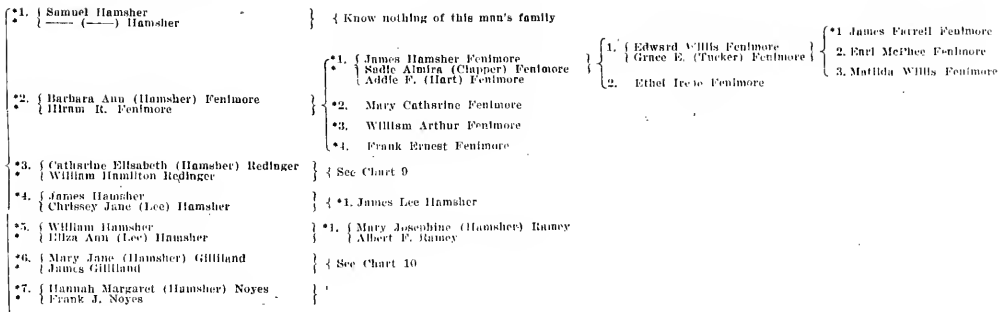 *1. { Samuel Hamsher } { Know nothing of this man's family
* { —— (——) Hamsher }
*2. { Barbara Ann (Hamsher) Fenimore
* { Hiram R. Fenimore
*1. { James Hamsher Fenimore
* { Sadie Almira (Clapper) Fenimore
{ Addie F. (Hart) Fenimore
1. { Edward Willis Fenimore
{ Grace E. (Tucker) Fenimore
*1 James Farrell Fenimore
2. Earl McPhee Fenimore
3. Matilda Willis Fenimore
2. Ethel Irene Fenimore
*2. Mary Catharine Fenimore
*3. William Arthur Fenimore
*4. Frank Ernest Fenimore
*3. { Catharine Elisabeth (Hamsher) Redinger } { See Chart 9
* { William Hamilton Redinger }
*4. { James Hamsher } { *1. James Lee Hamsher
{ Chrissey Jane (Lee) Hamsher }
*5. { William Hamsher } *1. { Mary Josephine (Hamsher) Ramey
* { Eliza Ann (Lee) Hamsher } { Albert F. Ramey
*6. { Mary Jane (Hamsher) Gilliland } { See Chart 10
* { James Gilliland }
*7. { Hannah Margaret (Hamsher) Noyes }
* { Frank J. Noyes }